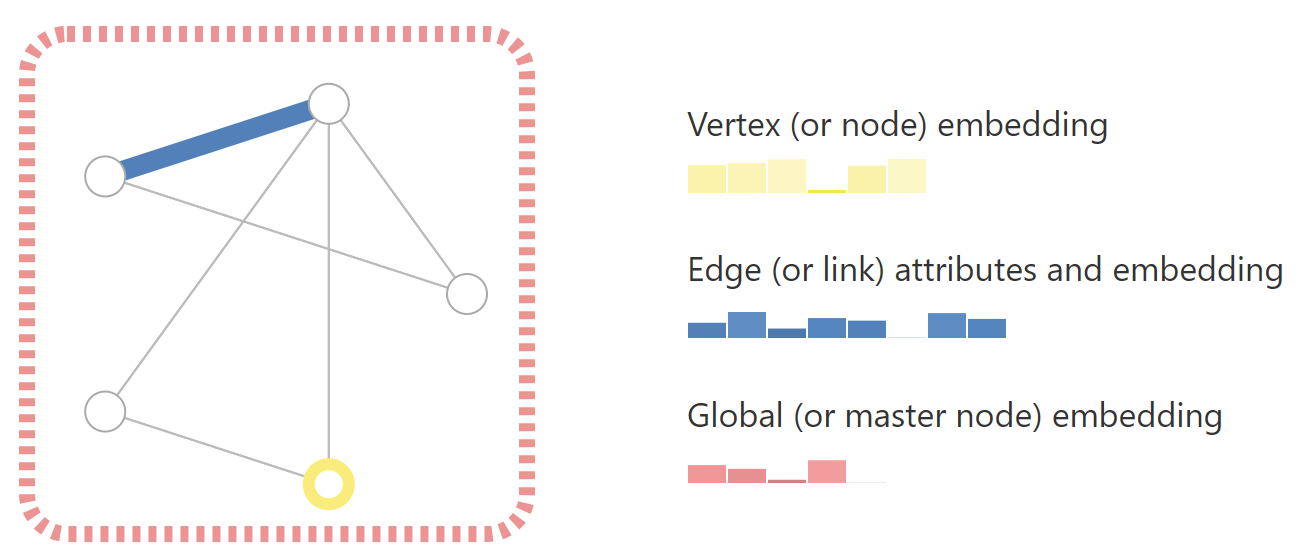 Vertex (or node) embedding
Edge (or link) attributes and embedding
Global (or master node) embedding